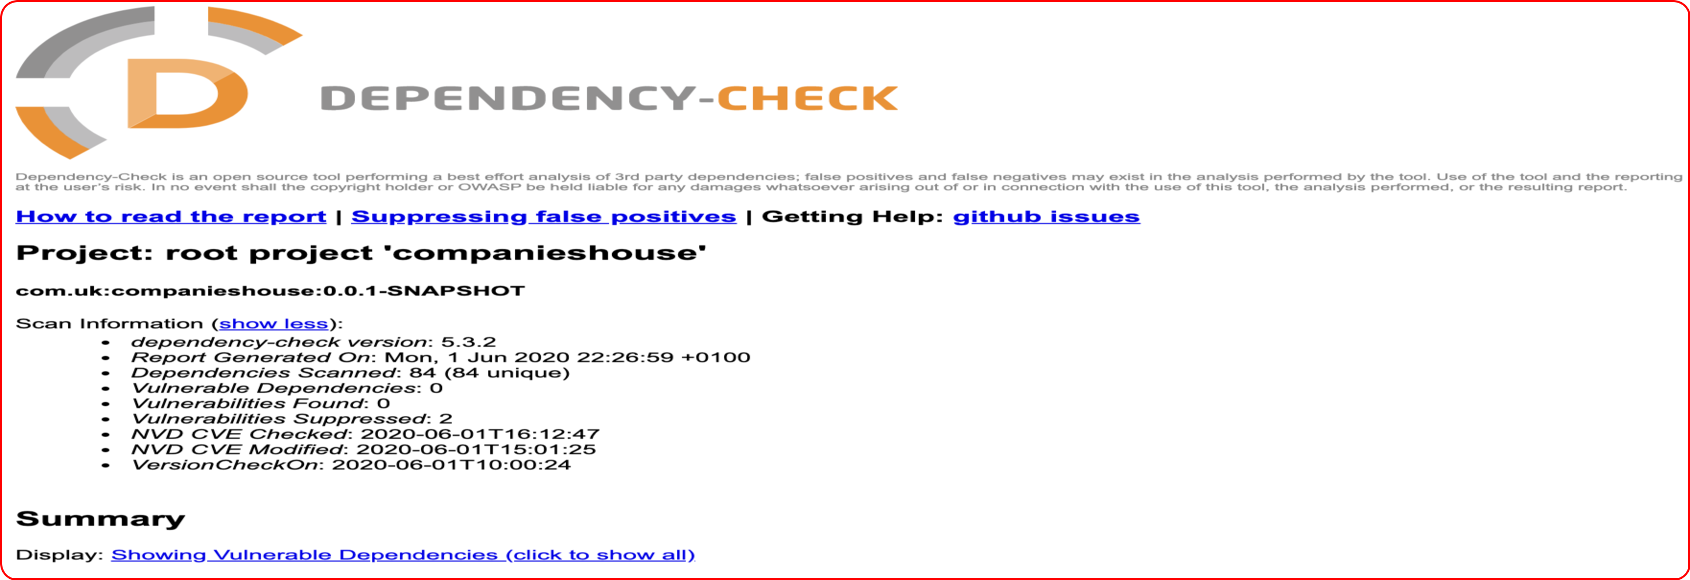 D
DEPENDENCY-CHECK
Dependency-Check is an open source tool performing a best effort analysis of 3rd party dependencies; false positives and false negatives may exist in the analysis performed by the tool. Use of the tool and the reporting
at the user's risk. In no event shall the copyright holder or OWASP be held liable for any damages whatsoever arising out of or in connection with the use of this tool, the analysis performed, or the resulting report.
How to read the report | Suppressing false positives | Getting Help: github issues
Project: root project 'companieshouse'
com.uk:companieshouse:0.0.1-SNAPSHOT
Scan Information (show less):
• dependency-check version: 5.3.2
• Report Generated On: Mon, 1 Jun 2020 22:26:59 +0100
• Dependencies Scanned: 84 (84 unique)
• Vulnerable Dependencies: 0
• Vulnerabilities Found: 0
• Vulnerabilities Suppressed: 2
• NVD CVE Checked: 2020-06-01T16:12:47
• NVD CVE Modified: 2020-06-01T15:01:25
• VersionCheckOn: 2020-06-01T10:00:24
Summary
Display: Showing Vulnerable Dependencies (click to show all)